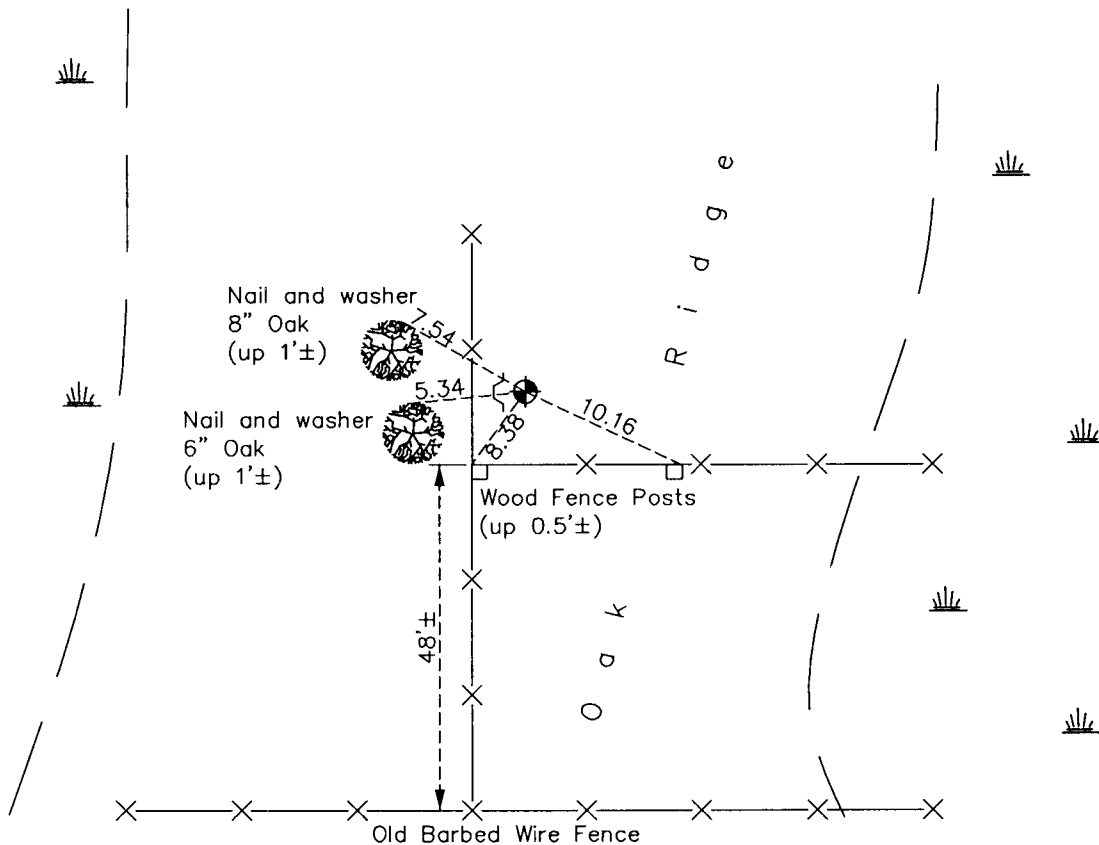 Ridge
Nail and washer
8" Oak
(up 1'±)
7.54
5.34
10.16
8.38
Nail and washer
6" Oak
(up 1'±)
Wood Fence Posts
(up 0.5'±)
48'±
Oak
Old Barbed Wire Fence